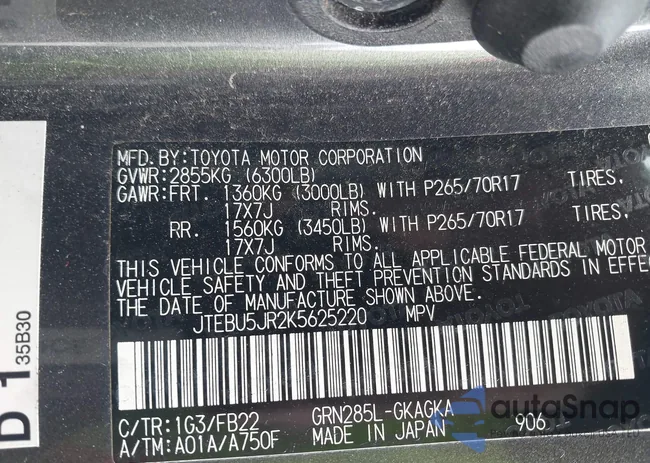 MFD.BY:TOYOTA MOTOR CORPORATION
GVWR:2855KG (6300LB)
GAWR:FRT. 1360KG (3000LB) WITH P265/70R17 TIRES,
17X7J RIMS.
RR. 1560KG (3450LB) WITH P265/70R17 TIRES,
17X7J RIMS.
THIS VEHICLE CONFORMS TO ALL APPLICABLE FEDERAL MOTOR
VEHICLE SAFETY AND THEFT PREVENTION STANDARDS IN EFFE
THE DATE OF MANUFACTURE SHOWN ABOVE.
JTEBU5JR2K5625220 MPV
C/TR:1G3/FB22 GRN285L-GKAGKA
A/TM:A01A/A750F MADE IN JAPAN 906
D 1 35B30
autoSnap